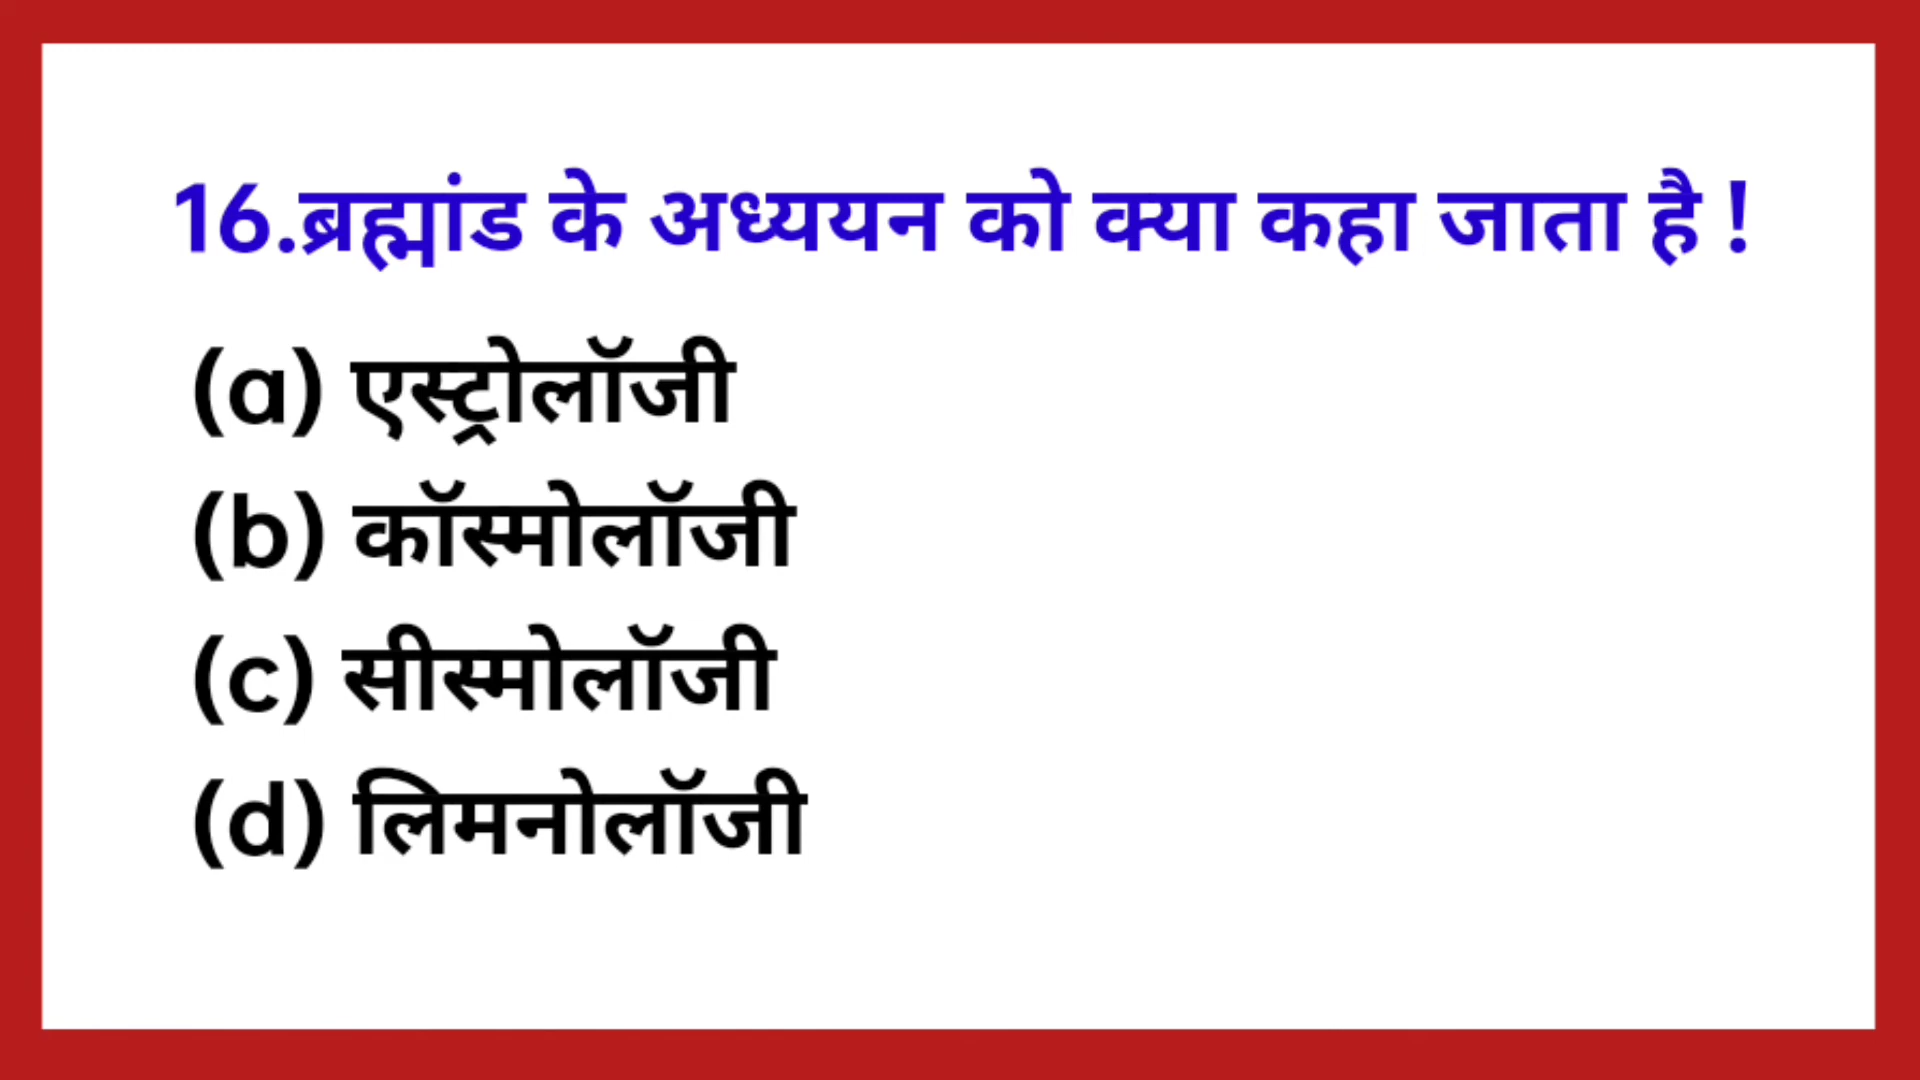 16.ब्रह्मांड के अध्ययन को क्या कहा जाता है !
(a) एस्ट्रोलॉजी
(b) कॉस्मोलॉजी
(c) सीस्मोलॉजी
(d) लिमनोलॉजी